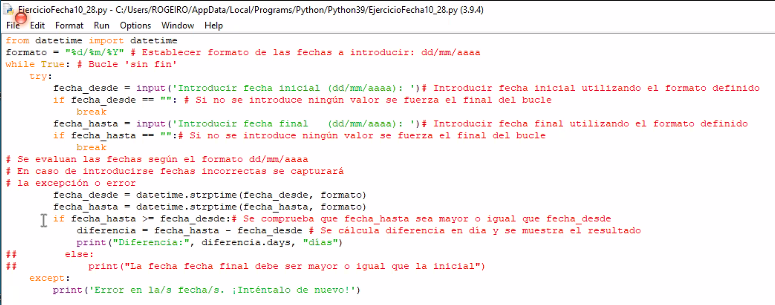 EjercicioFecha10_28.py - C:/Users/ROGEIRO/AppData/Local/Programs/Python/Python39/EjercicioFecha10_28.py (3.9.4)
File Edit Format Run Options Window Help
from datetime import datetime
formato = "%d/%m/%Y" # Establecer formato de las fechas a introducir: dd/mm/aaaa
while True: # Bucle 'sin fin'
    try:
        fecha_desde = input('Introducir fecha inicial (dd/mm/aaaa): ')# Introducir fecha inicial utilizando el formato definido
        if fecha_desde == "": # Si no se introduce ningún valor se fuerza el final del bucle
            break
        fecha_hasta = input('Introducir fecha final   (dd/mm/aaaa): ')# Introducir fecha final utilizando el formato definido
        if fecha_hasta == "":# Si no se introduce ningún valor se fuerza el final del bucle
            break
# Se evaluan las fechas según el formato dd/mm/aaaa
# En caso de introducirse fechas incorrectas se capturará
# la excepción o error
        fecha_desde = datetime.strptime(fecha_desde, formato)
        fecha_hasta = datetime.strptime(fecha_hasta, formato)
        if fecha_hasta >= fecha_desde:# Se comprueba que fecha_hasta sea mayor o igual que fecha_desde
            diferencia = fecha_hasta - fecha_desde # Se cálcula diferencia en día y se muestra el resultado
            print("Diferencia:", diferencia.days, "días")
##        else:
##            print("La fecha fecha final debe ser mayor o igual que la inicial")
    except:
        print('Error en la/s fecha/s. ¡Inténtalo de nuevo!')